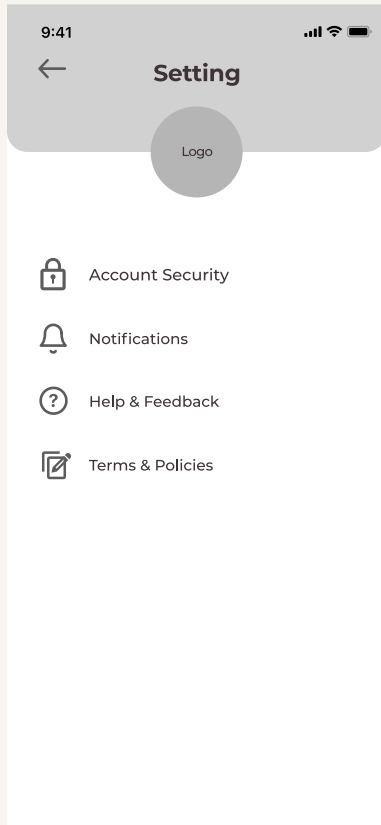 9:41
Setting
Logo
Account Security
Notifications
? Help & Feedback
Terms & Policies